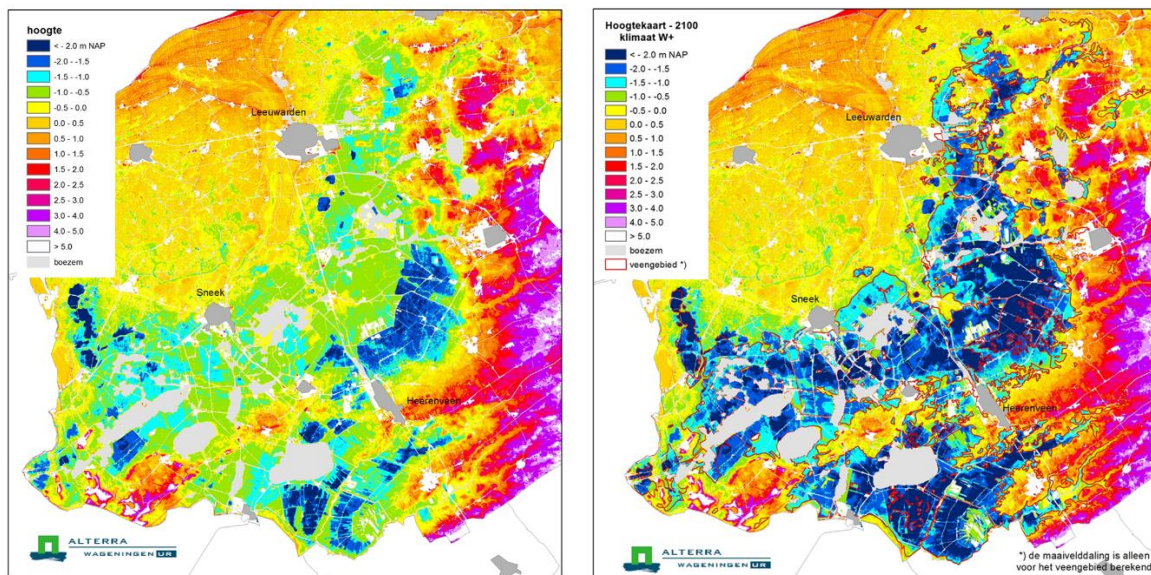 hoogte
< - 2.0 m NAP
-2.0 - -1.5
-1.5 - -1.0
-1.0 - -0.5
-0.5 - 0.0
0.0 - 0.5
0.5 - 1.0
1.0 - 1.5
1.5 - 2.0
2.0 - 2.5
2.5 - 3.0
3.0 - 4.0
4.0 - 5.0
> 5.0
boezem
Leeuwarden
Sneek
Heerenveen
ALTERRA
WAGENINGEN UR
Hoogtekaart - 2100
klimaat W+
< - 2.0 m NAP
-2.0 - -1.5
-1.5 - -1.0
-1.0 - -0.5
-0.5 - 0.0
0.0 - 0.5
0.5 - 1.0
1.0 - 1.5
1.5 - 2.0
2.0 - 2.5
2.5 - 3.0
3.0 - 4.0
4.0 - 5.0
> 5.0
boezem
veengebied *)
Leeuwarden
Sneek
Heerenveen
ALTERRA
WAGENINGEN UR
*) de maaivelddaling is alleen
voor het veengebied berekend